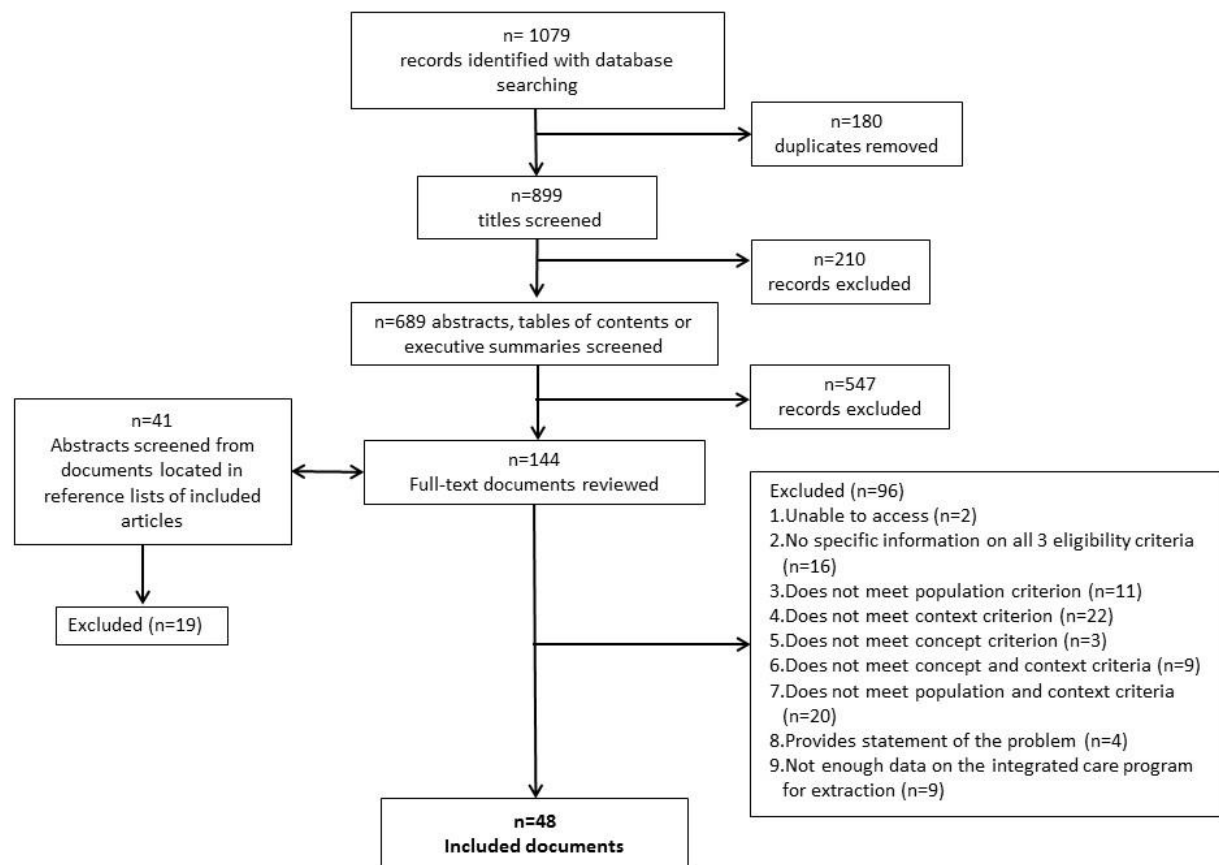 n= 1079
records identified with database
searching
n=180
duplicates removed
n=899
titles screened
n=210
records excluded
n=689 abstracts, tables of contents or
executive summaries screened
n=547
records excluded
n=41
Abstracts screened from
documents located in
reference lists of included
articles
n=144
Full-text documents reviewed
Excluded (n=19)
Excluded (n=96)
1.Unable to access (n=2)
2.No specific information on all 3 eligibility criteria
(n=16)
3.Does not meet population criterion (n=11)
4.Does not meet context criterion (n=22)
5.Does not meet concept criterion (n=3)
6.Does not meet concept and context criteria (n=9)
7.Does not meet population and context criteria
(n=20)
8.Provides statement of the problem (n=4)
9.Not enough data on the integrated care program
for extraction (n=9)
n=48
Included documents